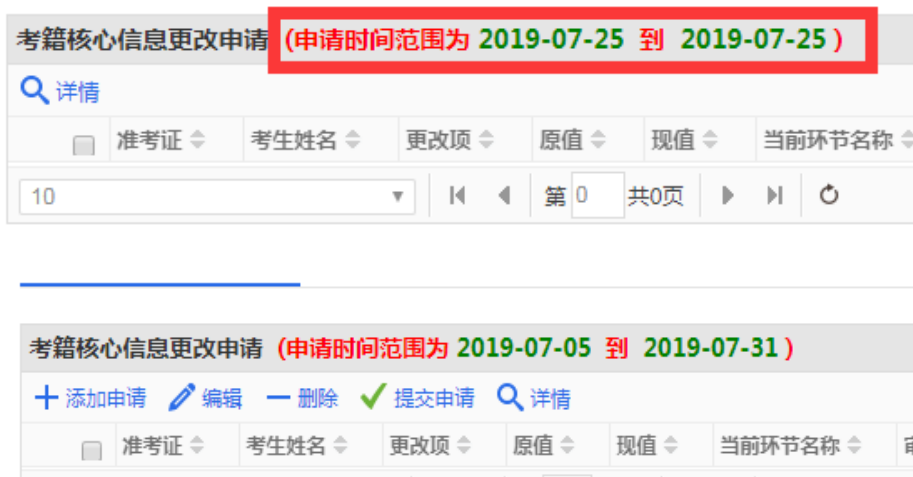 考籍核心信息更改申请 (申请时间范围为 2019-07-25 到 2019-07-25 )
详情
准考证 考生姓名 更改项 原值 现值 当前环节名称
10 第 0 共0页
考籍核心信息更改申请 (申请时间范围为 2019-07-05 到 2019-07-31 )
添加申请 编辑 删除 提交申请 详情
准考证 考生姓名 更改项 原值 现值 当前环节名称